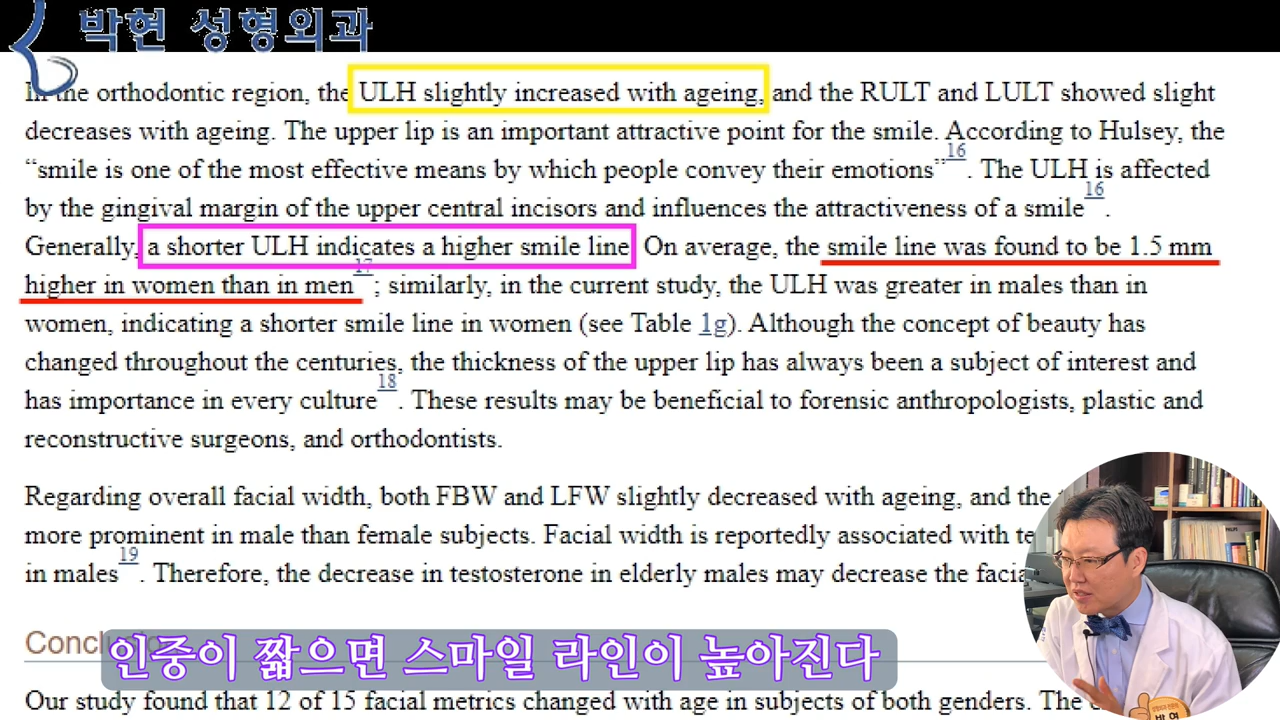 박현 성형외과
In the orthodontic region, the ULH slightly increased with ageing, and the RULT and LULT showed slight
decreases with ageing. The upper lip is an important attractive point for the smile. According to Hulsey, the
“smile is one of the most effective means by which people convey their emotions”16. The ULH is affected
by the gingival margin of the upper central incisors and influences the attractiveness of a smile16.
Generally, a shorter ULH indicates a higher smile line. On average, the smile line was found to be 1.5 mm
higher in women than in men17; similarly, in the current study, the ULH was greater in males than in
women, indicating a shorter smile line in women (see Table 1g). Although the concept of beauty has
changed throughout the centuries, the thickness of the upper lip has always been a subject of interest and
has importance in every culture18. These results may be beneficial to forensic anthropologists, plastic and
reconstructive surgeons, and orthodontists.
Regarding overall facial width, both FBW and LFW slightly decreased with ageing, and the
more prominent in male than female subjects. Facial width is reportedly associated with te
in males19. Therefore, the decrease in testosterone in elderly males may decrease the facia
Conclusio
인중이 짧으면 스마일 라인이 높아진다
Our study found that 12 of 15 facial metrics changed with age in subjects of both genders. The